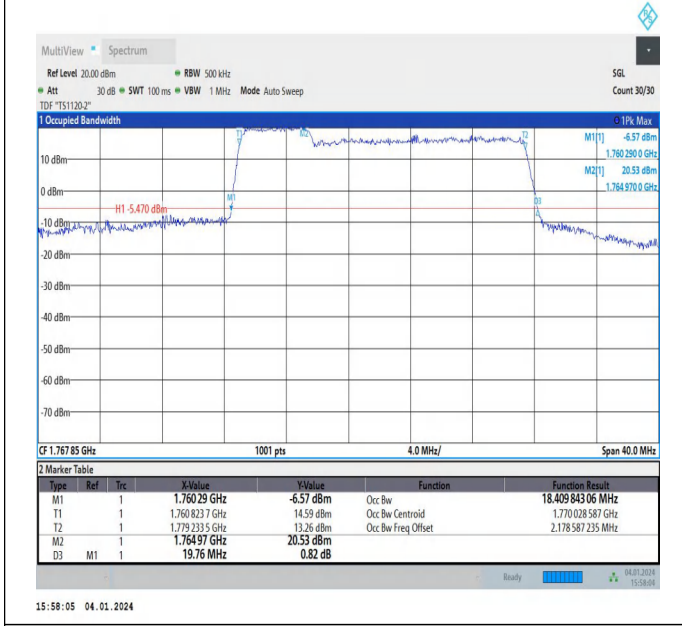 R&S
MultiView Spectrum
Ref Level 20.00 dBm RBW 500 kHz SGL
Att 30 dB SWT 100 ms VBW 1 MHz Mode Auto Sweep Count 30/30
TDF "TS1120-2"
1 Occupied Bandwidth 1Pk Max
M1[1] -6.57 dBm
1.760 290 0 GHz
M2[1] 20.53 dBm
1.764 970 0 GHz
T1 M2 T2
10 dBm
0 dBm
M1 D3
H1 -5.470 dBm
-10 dBm
-20 dBm
-30 dBm
-40 dBm
-50 dBm
-60 dBm
-70 dBm
CF 1.767 85 GHz 1001 pts 4.0 MHz/ Span 40.0 MHz
2 Marker Table
Type Ref Trc X-Value Y-Value Function Function Result
M1 1 1.760 29 GHz -6.57 dBm Occ Bw 18.409 843 06 MHz
T1 1 1.760 823 7 GHz 14.59 dBm Occ Bw Centroid 1.770 028 587 GHz
T2 1 1.779 233 5 GHz 13.26 dBm Occ Bw Freq Offset 2.178 587 235 MHz
M2 1 1.764 97 GHz 20.53 dBm
D3 M1 1 19.76 MHz 0.82 dB
Ready 04.01.2024
15:58:04
15:58:05 04.01.2024